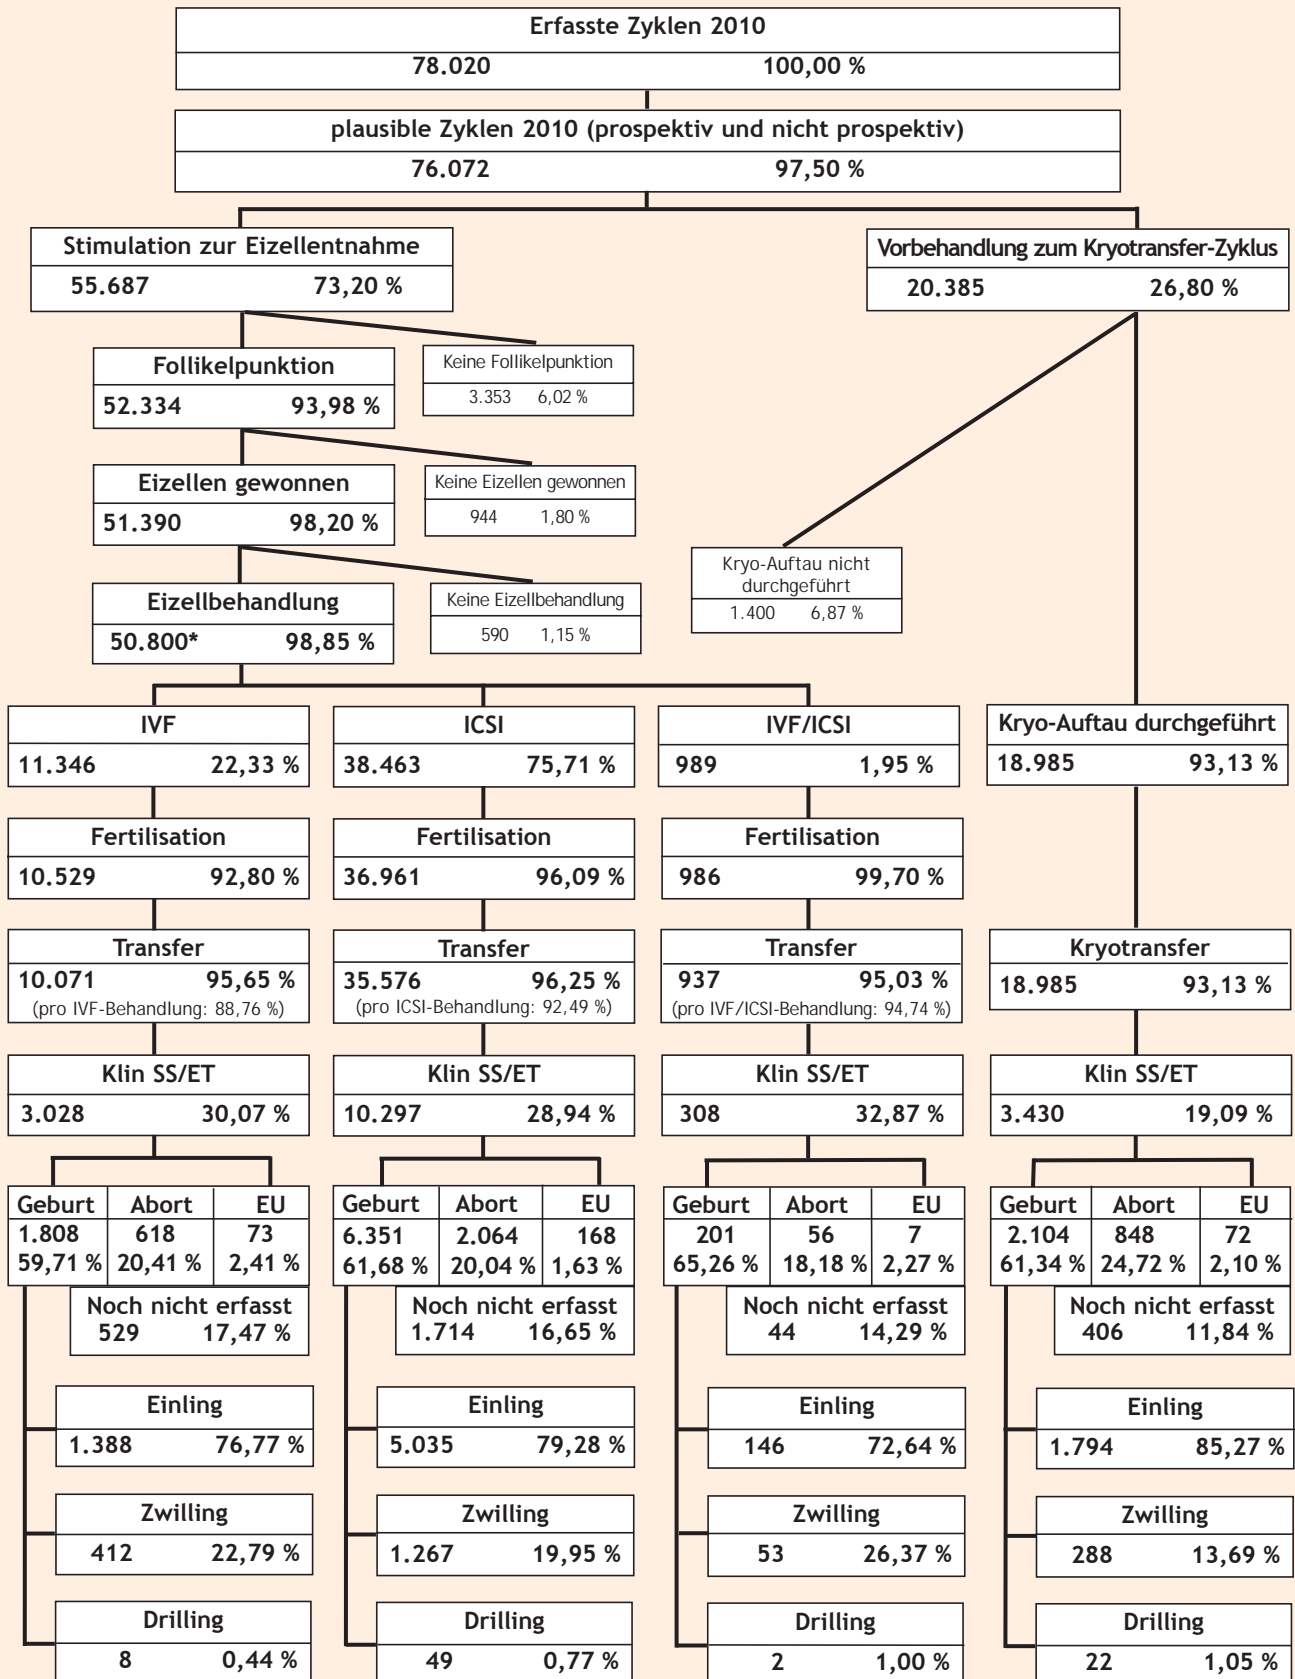 Erfasste Zyklen 2010
78.020 100,00 %
plausible Zyklen 2010 (prospektiv und nicht prospektiv)
76.072 97,50 %
Stimulation zur Eizellentnahme
55.687 73,20 %
Vorbehandlung zum Kryotransfer-Zyklus
20.385 26,80 %
Follikelpunktion
52.334 93,98 %
Keine Follikelpunktion
3.353 6,02 %
Eizellen gewonnen
51.390 98,20 %
Keine Eizellen gewonnen
944 1,80 %
Kryo-Auftau nicht
durchgeführt
1.400 6,87 %
Eizellbehandlung
50.800* 98,85 %
Keine Eizellbehandlung
590 1,15 %
IVF
11.346 22,33 %
ICSI
38.463 75,71 %
IVF/ICSI
989 1,95 %
Kryo-Auftau durchgeführt
18.985 93,13 %
Fertilisation
10.529 92,80 %
Fertilisation
36.961 96,09 %
Fertilisation
986 99,70 %
Transfer
10.071 95,65 %
(pro IVF-Behandlung: 88,76 %)
Transfer
35.576 96,25 %
(pro ICSI-Behandlung: 92,49 %)
Transfer
937 95,03 %
(pro IVF/ICSI-Behandlung: 94,74 %)
Kryotransfer
18.985 93,13 %
Klin SS/ET
3.028 30,07 %
Klin SS/ET
10.297 28,94 %
Klin SS/ET
308 32,87 %
Klin SS/ET
3.430 19,09 %
Geburt Abort EU
1.808 618 73
59,71 % 20,41 % 2,41 %
Noch nicht erfasst
529 17,47 %
Geburt Abort EU
6.351 2.064 168
61,68 % 20,04 % 1,63 %
Noch nicht erfasst
1.714 16,65 %
Geburt Abort EU
201 56 7
65,26 % 18,18 % 2,27 %
Noch nicht erfasst
44 14,29 %
Geburt Abort EU
2.104 848 72
61,34 % 24,72 % 2,10 %
Noch nicht erfasst
406 11,84 %
Einling
1.388 76,77 %
Einling
5.035 79,28 %
Einling
146 72,64 %
Einling
1.794 85,27 %
Zwilling
412 22,79 %
Zwilling
1.267 19,95 %
Zwilling
53 26,37 %
Zwilling
288 13,69 %
Drilling
8 0,44 %
Drilling
49 0,77 %
Drilling
2 1,00 %
Drilling
22 1,05 %